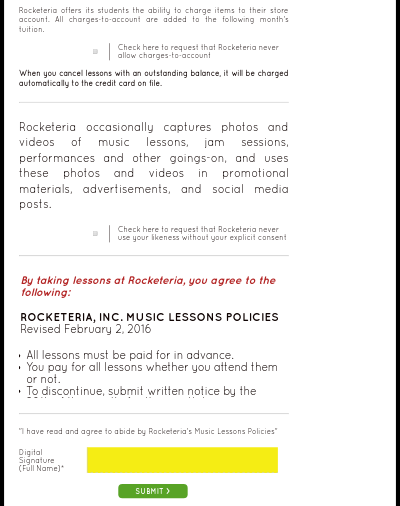 Rocketeria offers its students the ability to charge items to their store
account. All charges-to-account are added to the following month's
tuition.
Check here to request that Rocketeria never
allow charges-to-account
When you cancel lessons with an outstanding balance, it will be charged
automatically to the credit card on file.
Rocketeria occasionally captures photos and
videos of music lessons, jam sessions,
performances and other goings-on, and uses
these photos and videos in promotional
materials, advertisements, and social media
posts.
Check here to request that Rocketeria never
use your likeness without your explicit consent
By taking lessons at Rocketeria, you agree to the
following:
ROCKETERIA, INC. MUSIC LESSONS POLICIES
Revised February 2, 2016
All lessons must be paid for in advance.
You pay for all lessons whether you attend them
or not.
To discontinue, submit written notice by the
"I have read and agree to abide by Rocketeria's Music Lessons Policies"
Digital
Signature
(Full Name)*
SUBMIT >